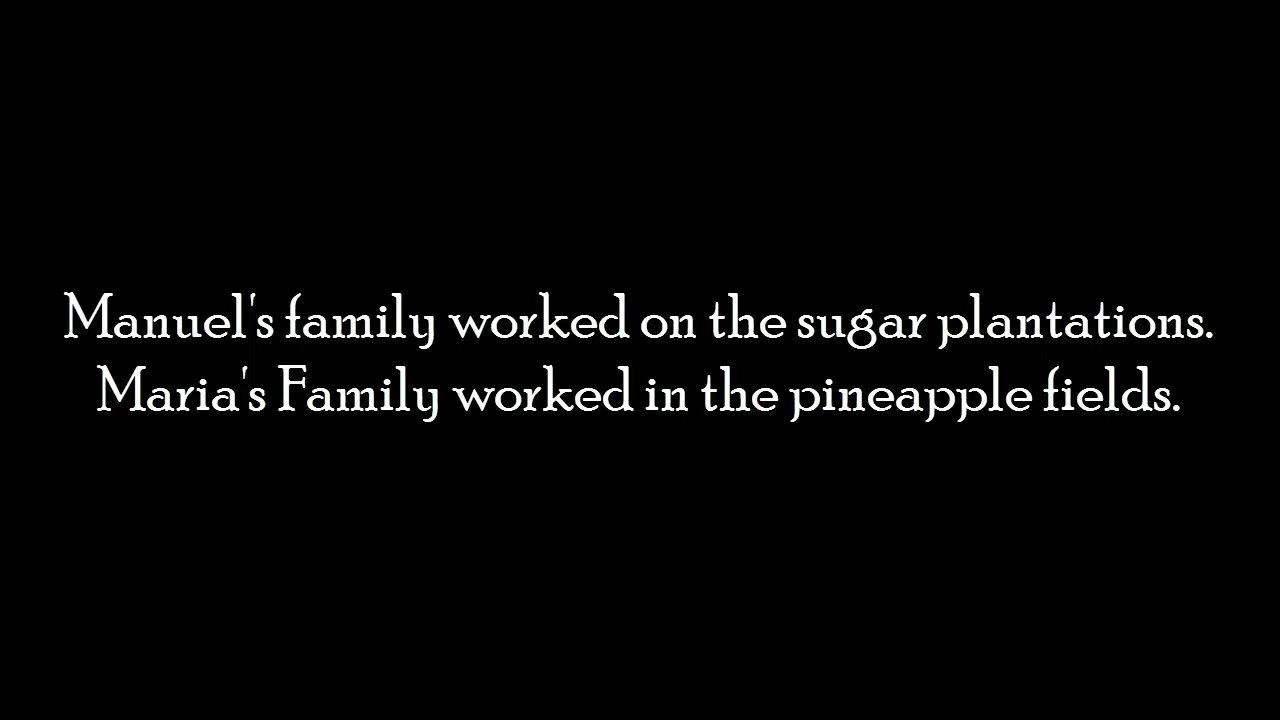 Manuel's family worked on the sugar plantations.
Maria's Family worked in the pineapple fields.